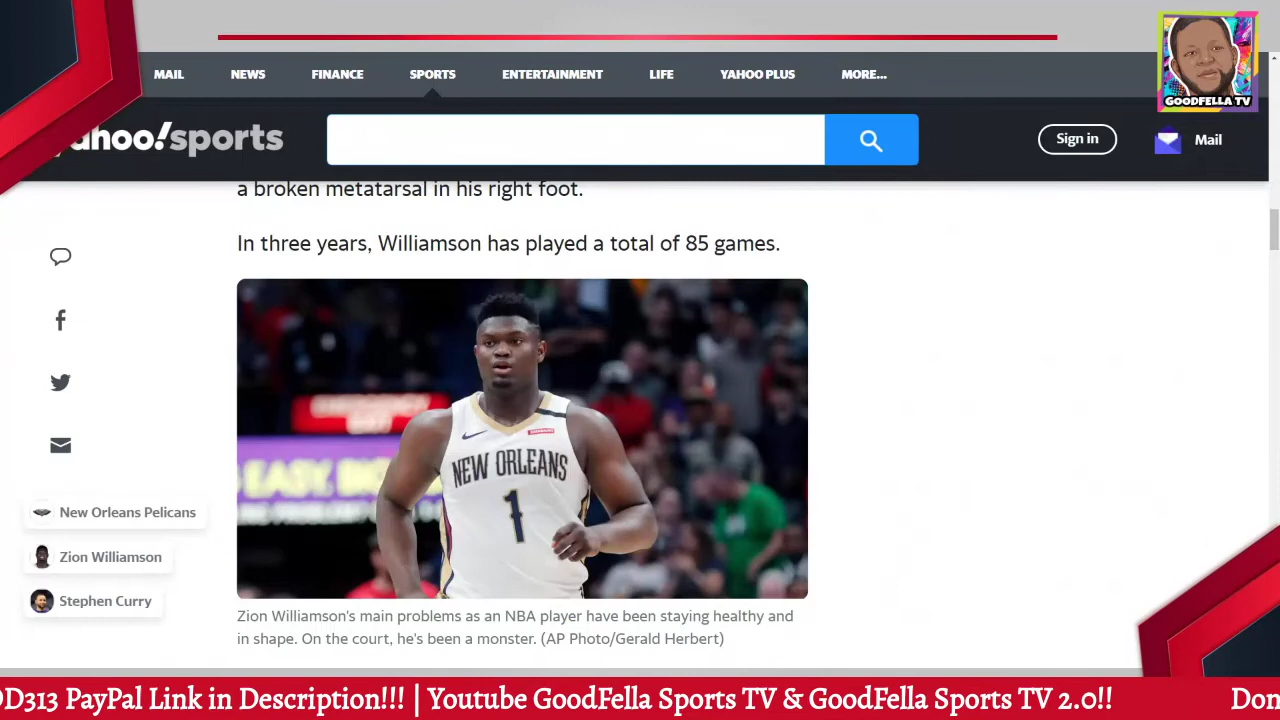 MAIL NEWS FINANCE SPORTS ENTERTAINMENT LIFE YAHOO PLUS MORE...
GOODFELLA TV
yahoo!sports
Sign in
Mail
a broken metatarsal in his right foot.
In three years, Williamson has played a total of 85 games.
NEW ORLEANS
1
New Orleans Pelicans
Zion Williamson
Stephen Curry
Zion Williamson's main problems as an NBA player have been staying healthy and
in shape. On the court, he's been a monster. (AP Photo/Gerald Herbert)
OD313 PayPal Link in Description!!! | Youtube GoodFella Sports TV & GoodFella Sports TV 2.0!! Don